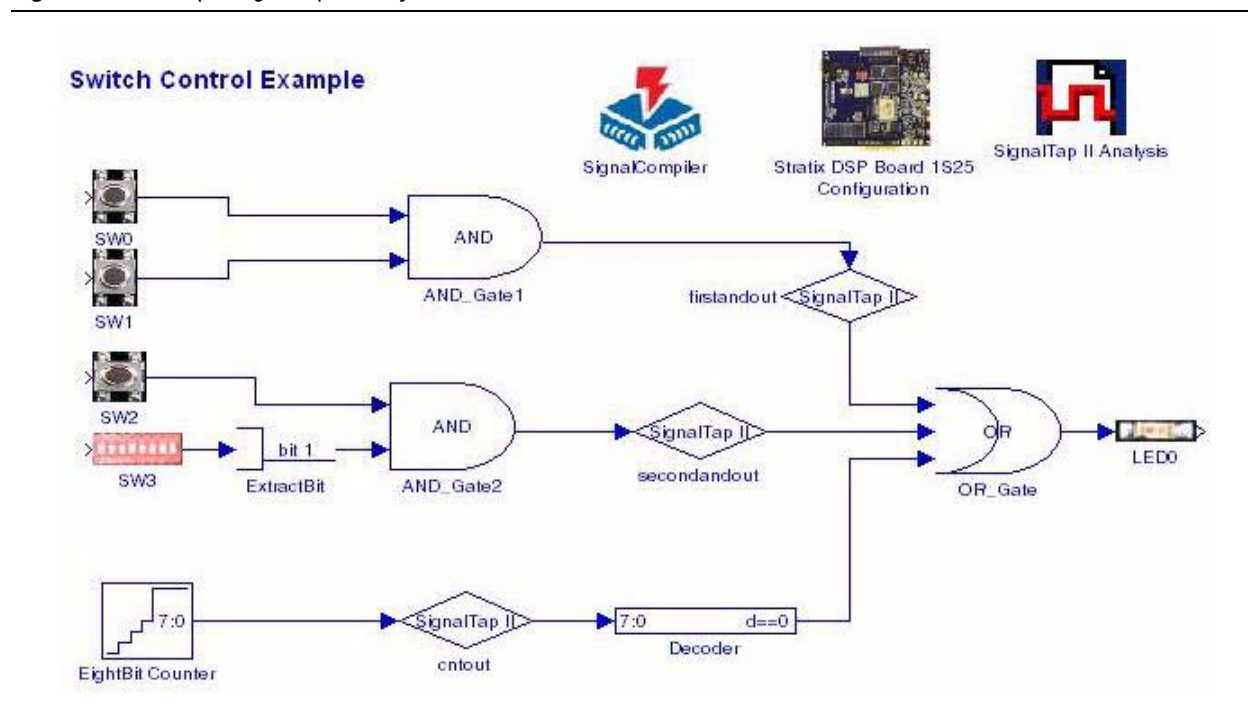 Switch Control Example
SignalCompiler
Stratix DSP Board 1S25
Configuration
SignalTap II Analysis
SW0
SW1
AND
AND_Gate1
firstandout
SignalTap II
SW2
SW3
bit 1
ExtractBit
AND
AND_Gate2
SignalTap II
secondandout
OR
OR_Gate
LED0
7:0
EightBit Counter
SignalTap II
cntout
7:0 d==0
Decoder